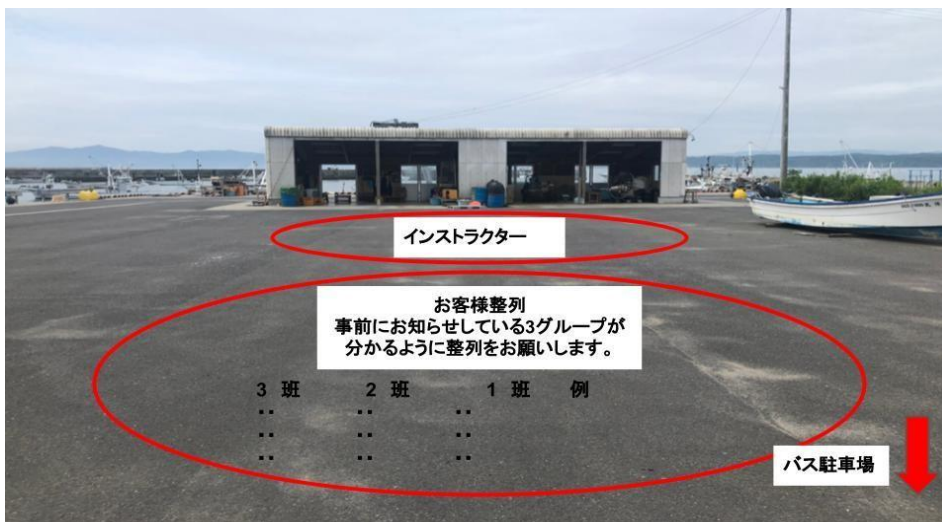 インストラクター
お客様整列
事前にお知らせしている3グループが
分かるように整列をお願いします。
3 班 2 班 1 班 例
バス駐車場